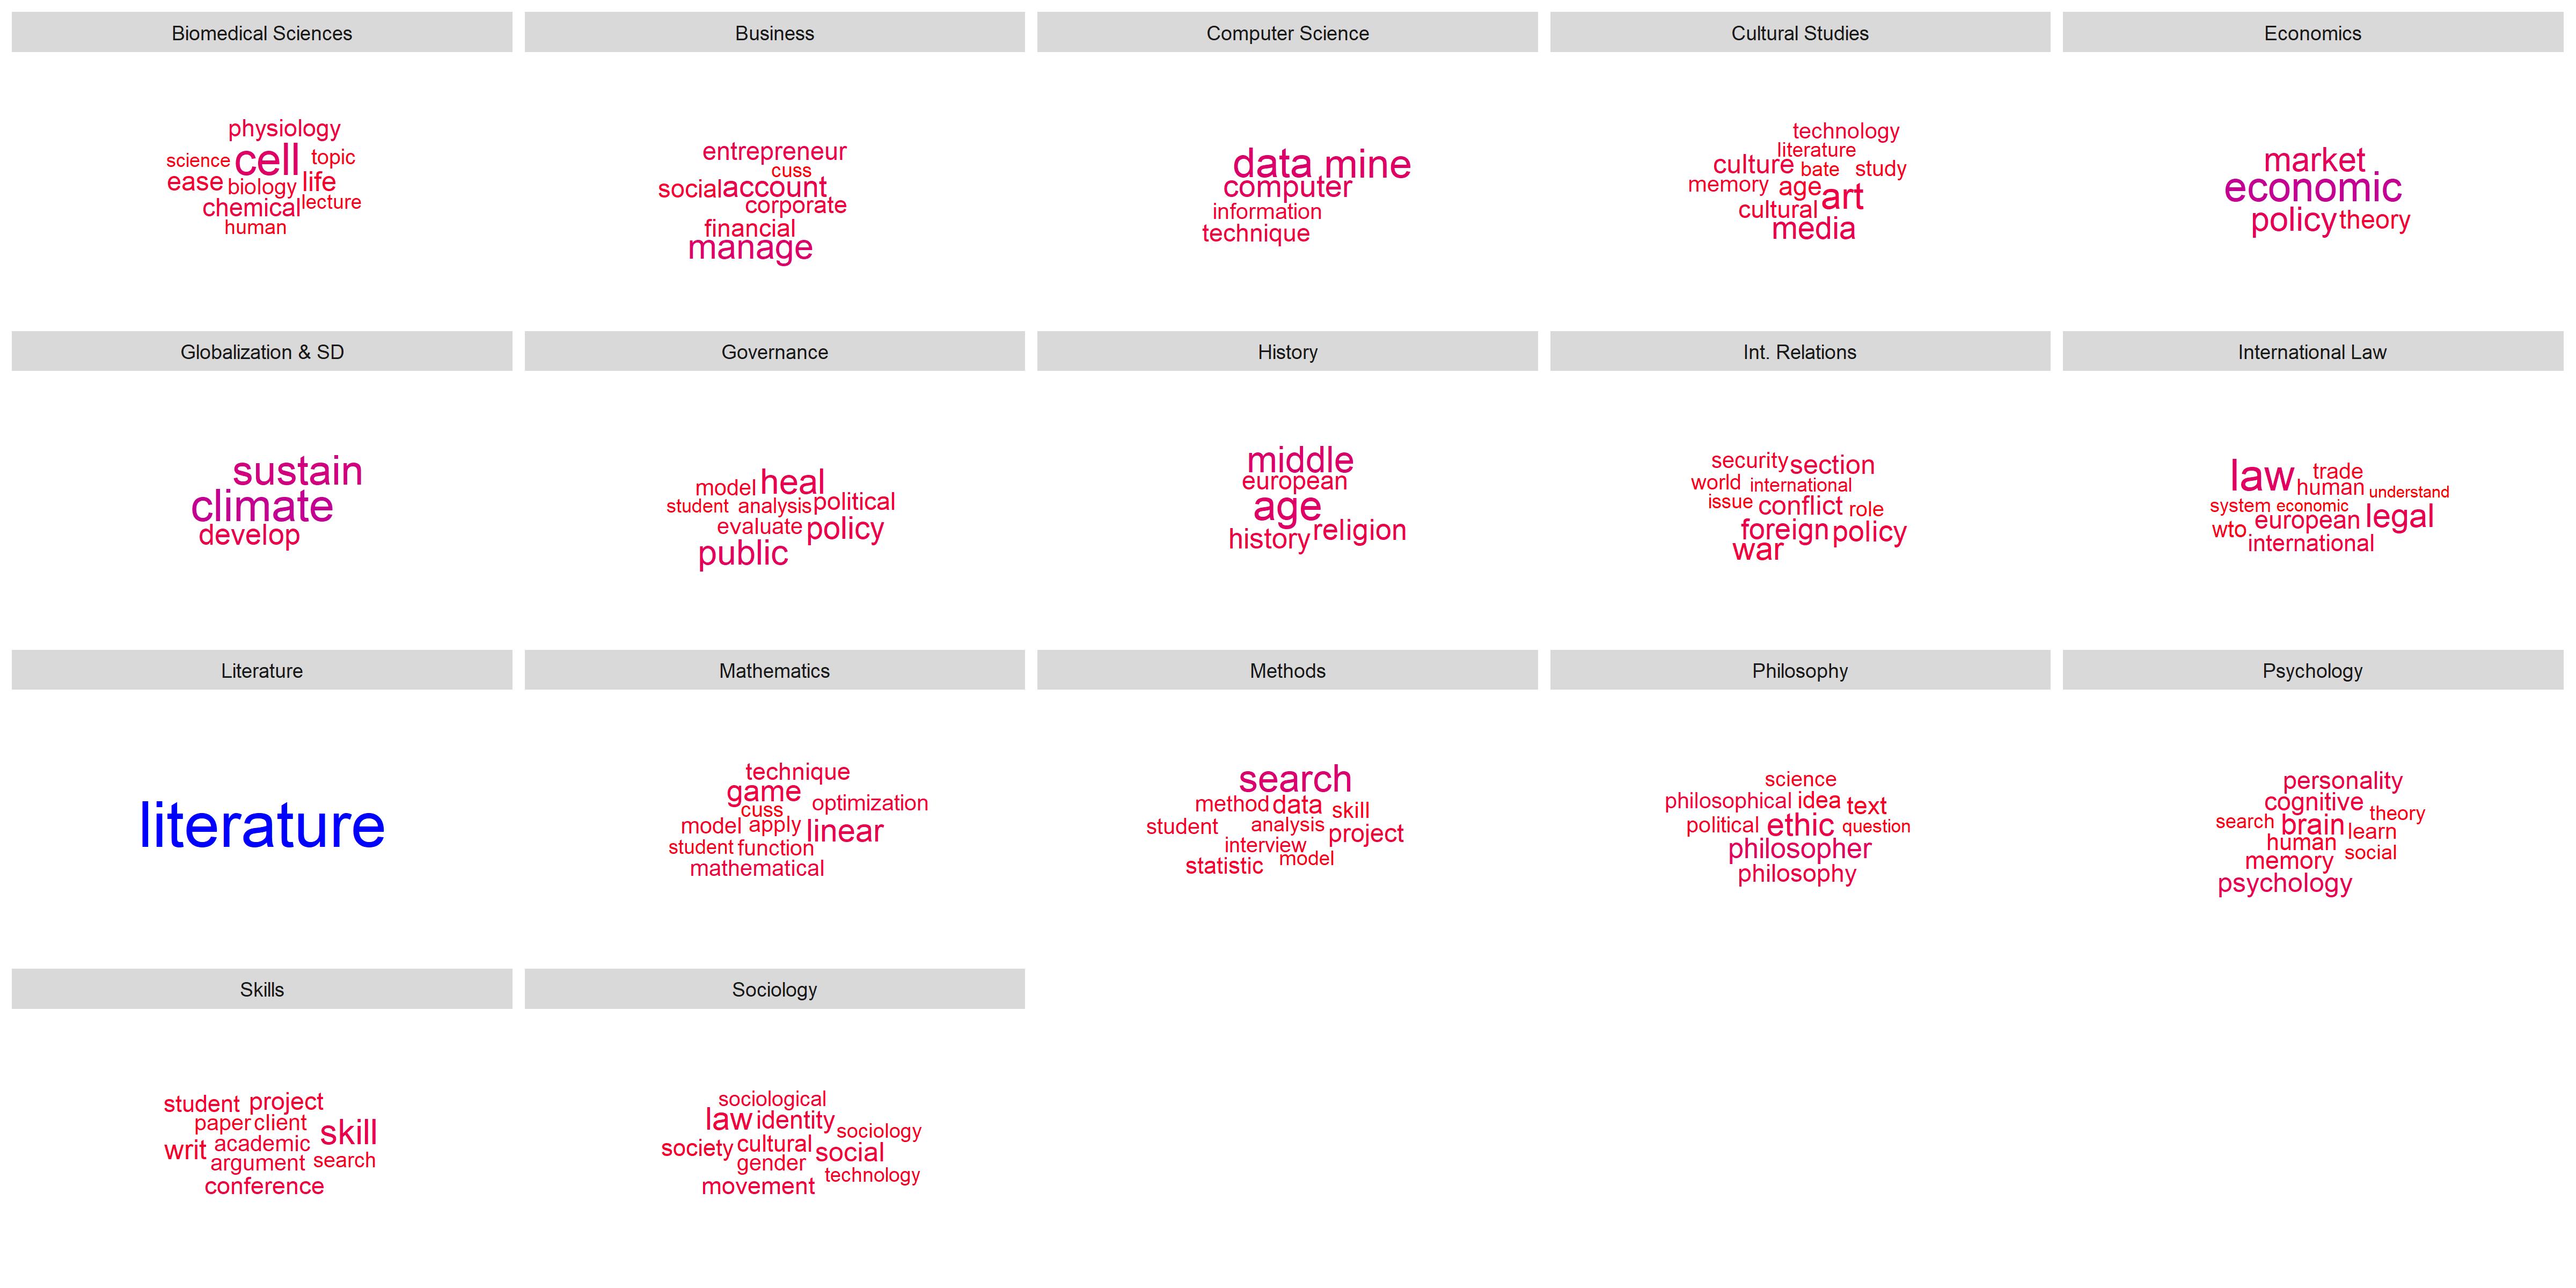 Biomedical Sciences
physiology
science cell topic
ease biology life
chemical lecture
human
Business
entrepreneur
cuss
social account
corporate
financial
manage
Computer Science
data mine
computer
information
technique
Cultural Studies
technology
literature
culture bate study
memory age art
cultural
media
Economics
market
economic
policy theory
Globalization & SD
sustain
climate
develop
Governance
model heal
student analysis political
evaluate policy
public
History
middle
european
age
history religion
Int. Relations
security section
world international
issue conflict role
foreign policy
war
International Law
law trade
human understand
system economic
wto european legal
international
Literature
literature
Mathematics
technique
game optimization
cuss
model apply linear
student function
mathematical
Methods
search
method data skill
student analysis project
interview
statistic model
Philosophy
science
philosophical idea text
political ethic question
philosopher
philosophy
Psychology
personality
cognitive theory
search brain learn
human social
memory
psychology
Skills
student project
paper client skill
writ academic
argument search
conference
Sociology
sociological
law identity sociology
society cultural social
gender technology
movement